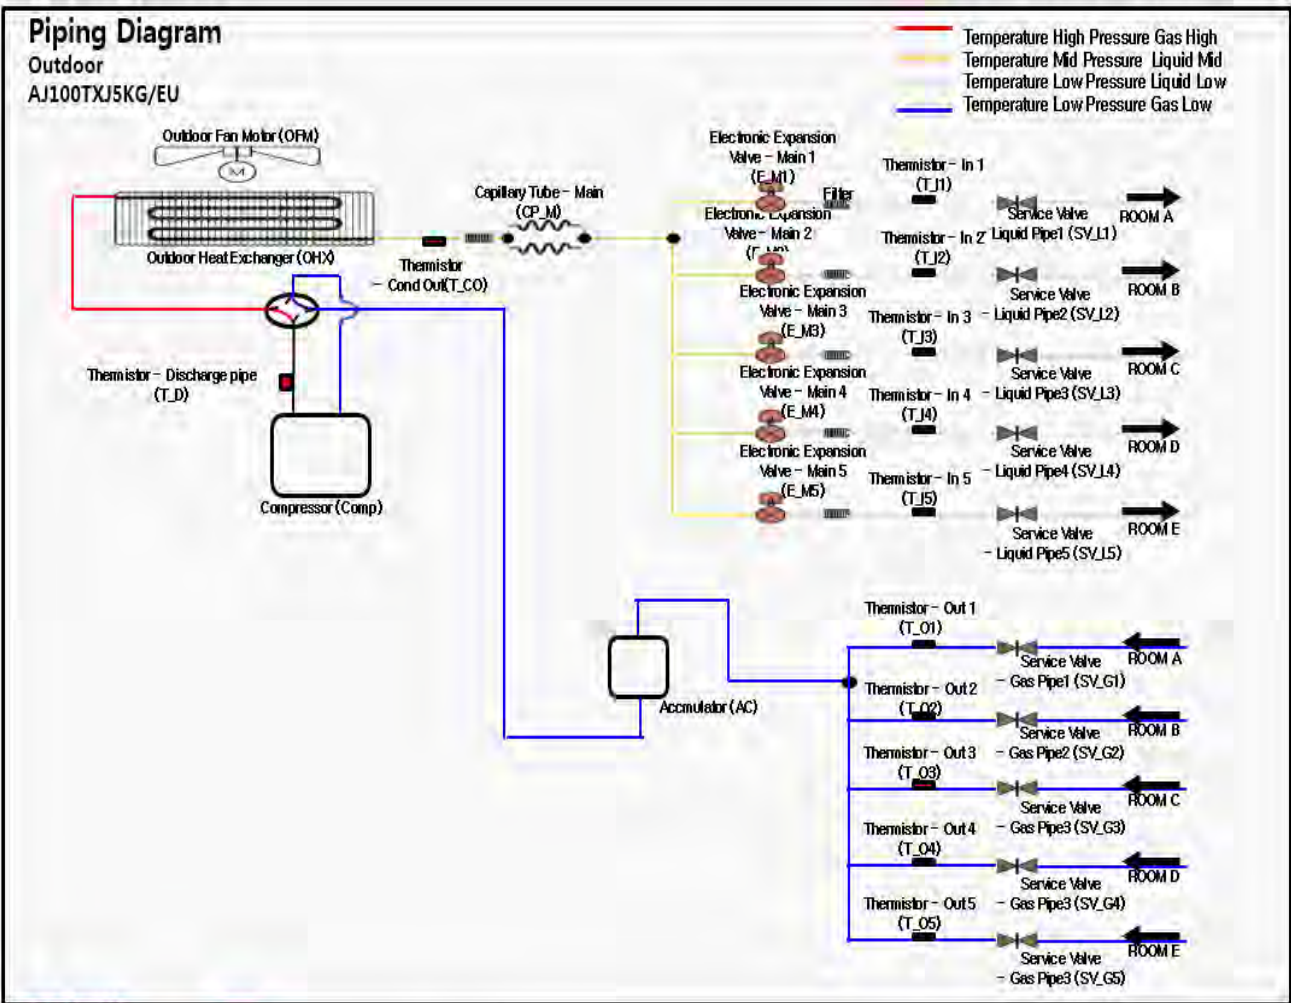 Piping Diagram
Outdoor
AJ100TXJ5KG/EU
Temperature High Pressure Gas High
Temperature Mid Pressure Liquid Mid
Temperature Low Pressure Liquid Low
Temperature Low Pressure Gas Low
Outdoor Fan Motor (OFM)
M
Outdoor Heat Exchanger (OHX)
Thermistor
- Cond Out(T_CO)
Capillary Tube - Main
(CP_M)
Thermistor - Discharge pipe
(T_D)
Compressor (Comp)
Electronic Expansion
Valve - Main 1
(E_M1)
Filter
Thermistor - In 1
(T_I1)
Service Valve
Liquid Pipe1 (SV_L1)
ROOM A
Electronic Expansion
Valve - Main 2
(E_M2)
Thermistor - In 2
(T_I2)
Service Valve
- Liquid Pipe2 (SV_L2)
ROOM B
Electronic Expansion
Valve - Main 3
(E_M3)
Thermistor - In 3
(T_I3)
Service Valve
- Liquid Pipe3 (SV_L3)
ROOM C
Electronic Expansion
Valve - Main 4
(E_M4)
Thermistor - In 4
(T_I4)
Service Valve
- Liquid Pipe4 (SV_L4)
ROOM D
Electronic Expansion
Valve - Main 5
(E_M5)
Thermistor - In 5
(T_I5)
Service Valve
- Liquid Pipe5 (SV_L5)
ROOM E
Accmulator (AC)
Thermistor - Out 1
(T_O1)
Service Valve
- Gas Pipe1 (SV_G1)
ROOM A
Thermistor - Out 2
(T_O2)
Service Valve
- Gas Pipe2 (SV_G2)
ROOM B
Thermistor - Out 3
(T_O3)
Service Valve
- Gas Pipe3 (SV_G3)
ROOM C
Thermistor - Out 4
(T_O4)
Service Valve
- Gas Pipe3 (SV_G4)
ROOM D
Thermistor - Out 5
(T_O5)
Service Valve
- Gas Pipe3 (SV_G5)
ROOM E